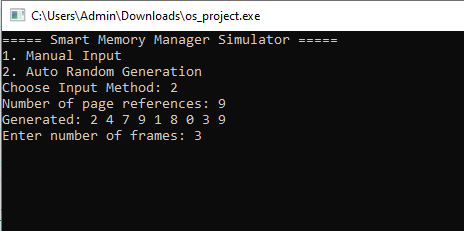 C:\Users\Admin\Downloads\os_project.exe
===== Smart Memory Manager Simulator =====
1. Manual Input
2. Auto Random Generation
Choose Input Method: 2
Number of page references: 9
Generated: 2 4 7 9 1 8 0 3 9
Enter number of frames: 3